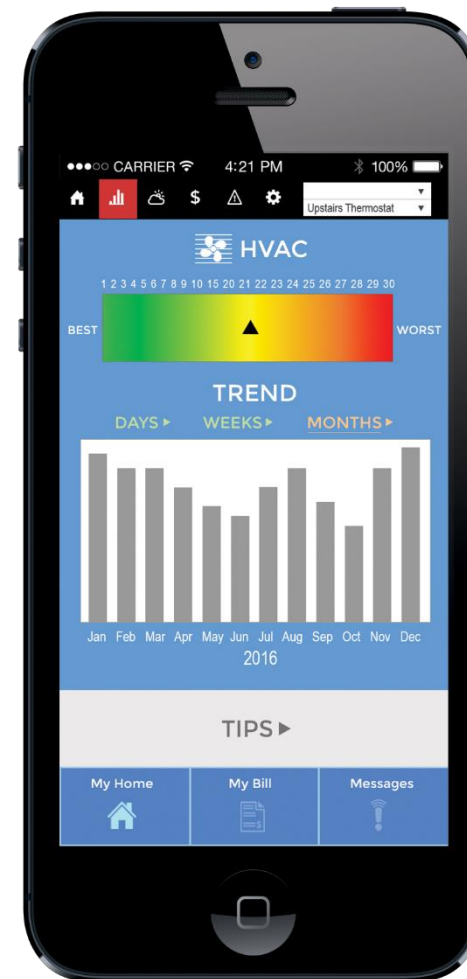 CARRIER 4:21 PM 100%
$ Upstairs Thermostat
HVAC
1 2 3 4 5 6 7 8 9 10 15 20 21 22 23 24 25 26 27 28 29 30
BEST WORST
TREND
DAYS WEEKS MONTHS
Jan Feb Mar Apr May Jun Jul Aug Sep Oct Nov Dec
2016
TIPS
My Home My Bill Messages